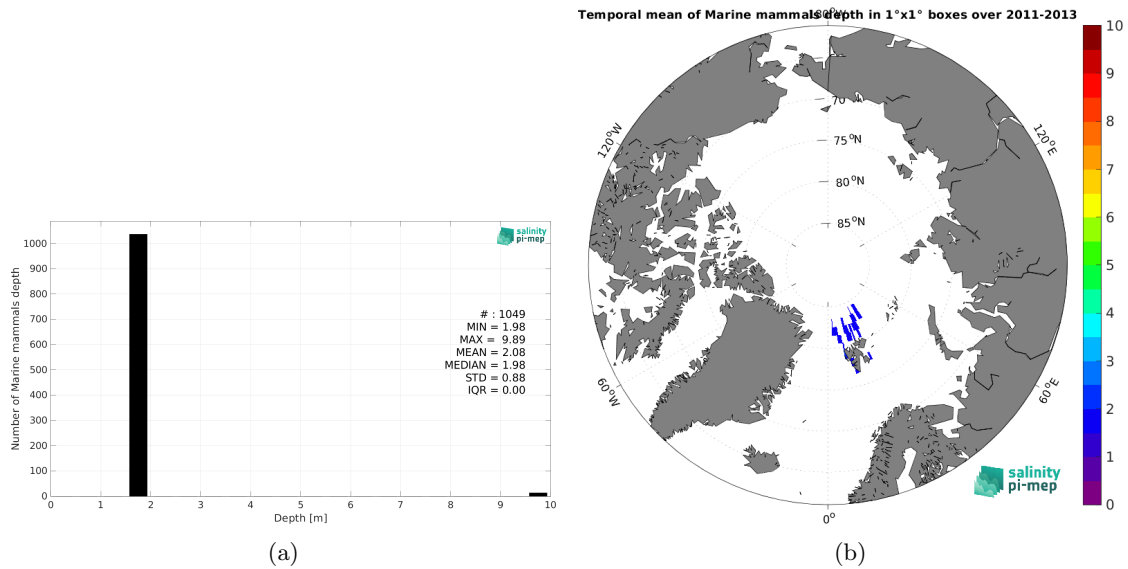 Number of Marine mammals depth
1000
900
800
700
600
500
400
300
200
100
0
0 1 2 3 4 5 6 7 8 9 10
Depth [m]
salinity
pi-mep
# : 1049
MIN = 1.98
MAX = 9.89
MEAN = 2.08
MEDIAN = 1.98
STD = 0.88
IQR = 0.00
(a)
Temporal mean of Marine mammals depth in 1°x1° boxes over 2011-2013
180°W
120°W
120°E
70°N
75°N
80°N
85°N
60°W
60°E
0°
10
9
8
7
6
5
4
3
2
1
0
salinity
pi-mep
(b)